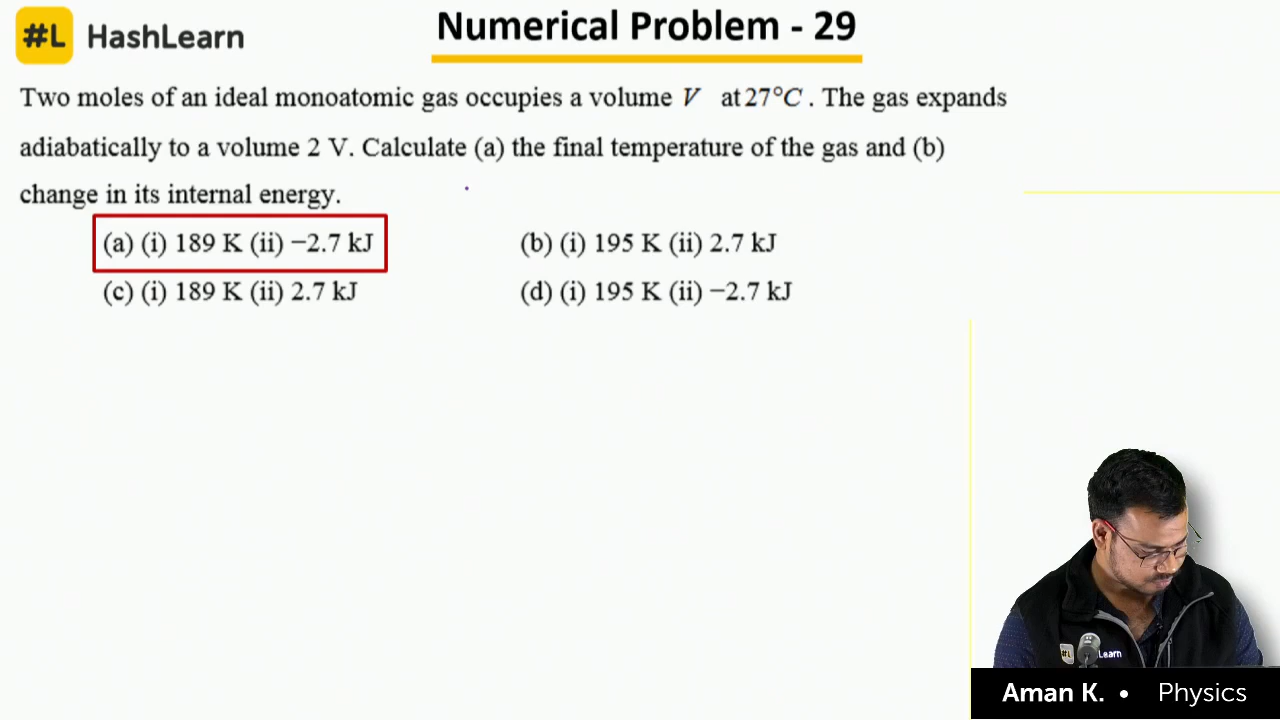 #L HashLearn
Numerical Problem - 29
Two moles of an ideal monoatomic gas occupies a volume V at 27°C . The gas expands
adiabatically to a volume 2 V. Calculate (a) the final temperature of the gas and (b)
change in its internal energy.
(a) (i) 189 K (ii) −2.7 kJ
(b) (i) 195 K (ii) 2.7 kJ
(c) (i) 189 K (ii) 2.7 kJ
(d) (i) 195 K (ii) −2.7 kJ
#L Learn
Aman K. • Physics